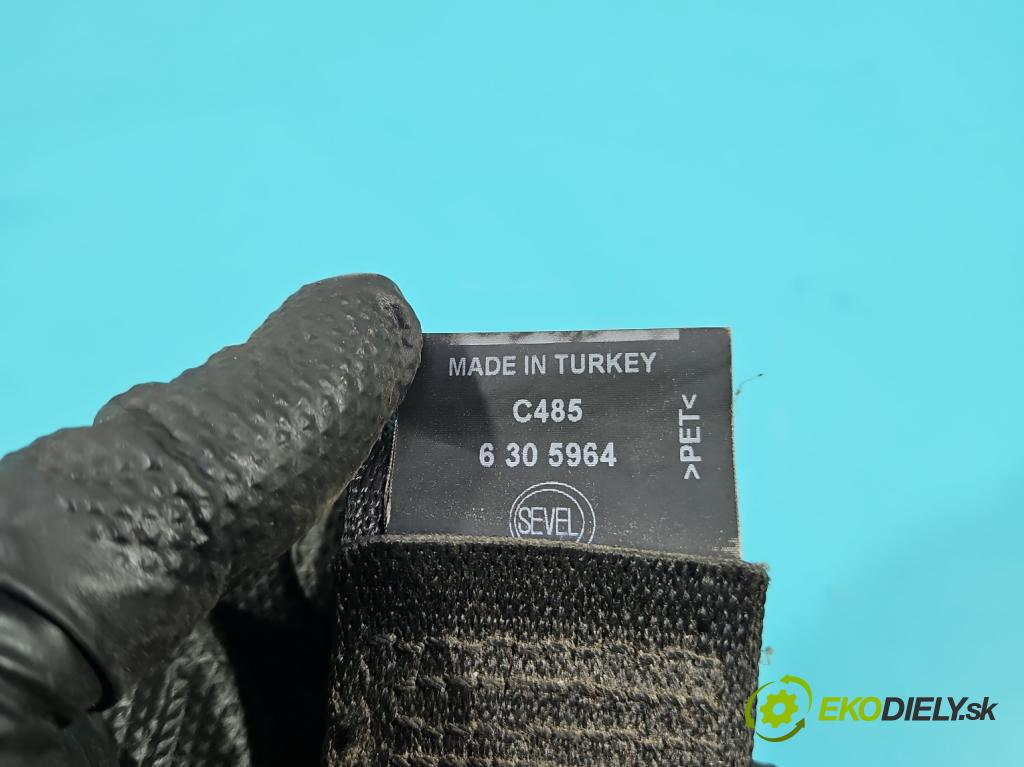 MADE IN TURKEY
C485
6 30 5964
>PET<
SEVEL
EKODIELY.sk